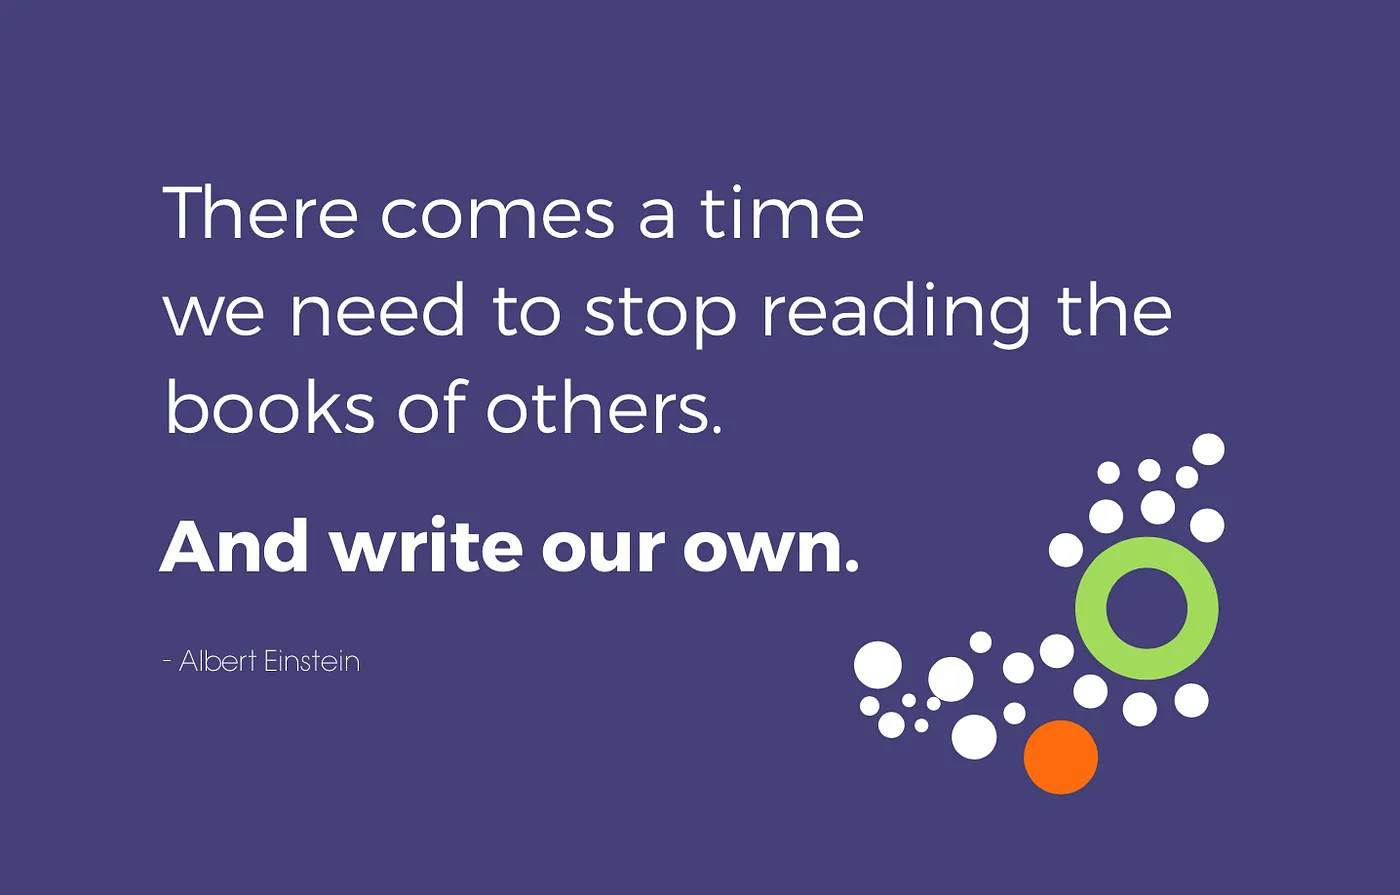 There comes a time
we need to stop reading the
books of others.
And write our own.
- Albert Einstein